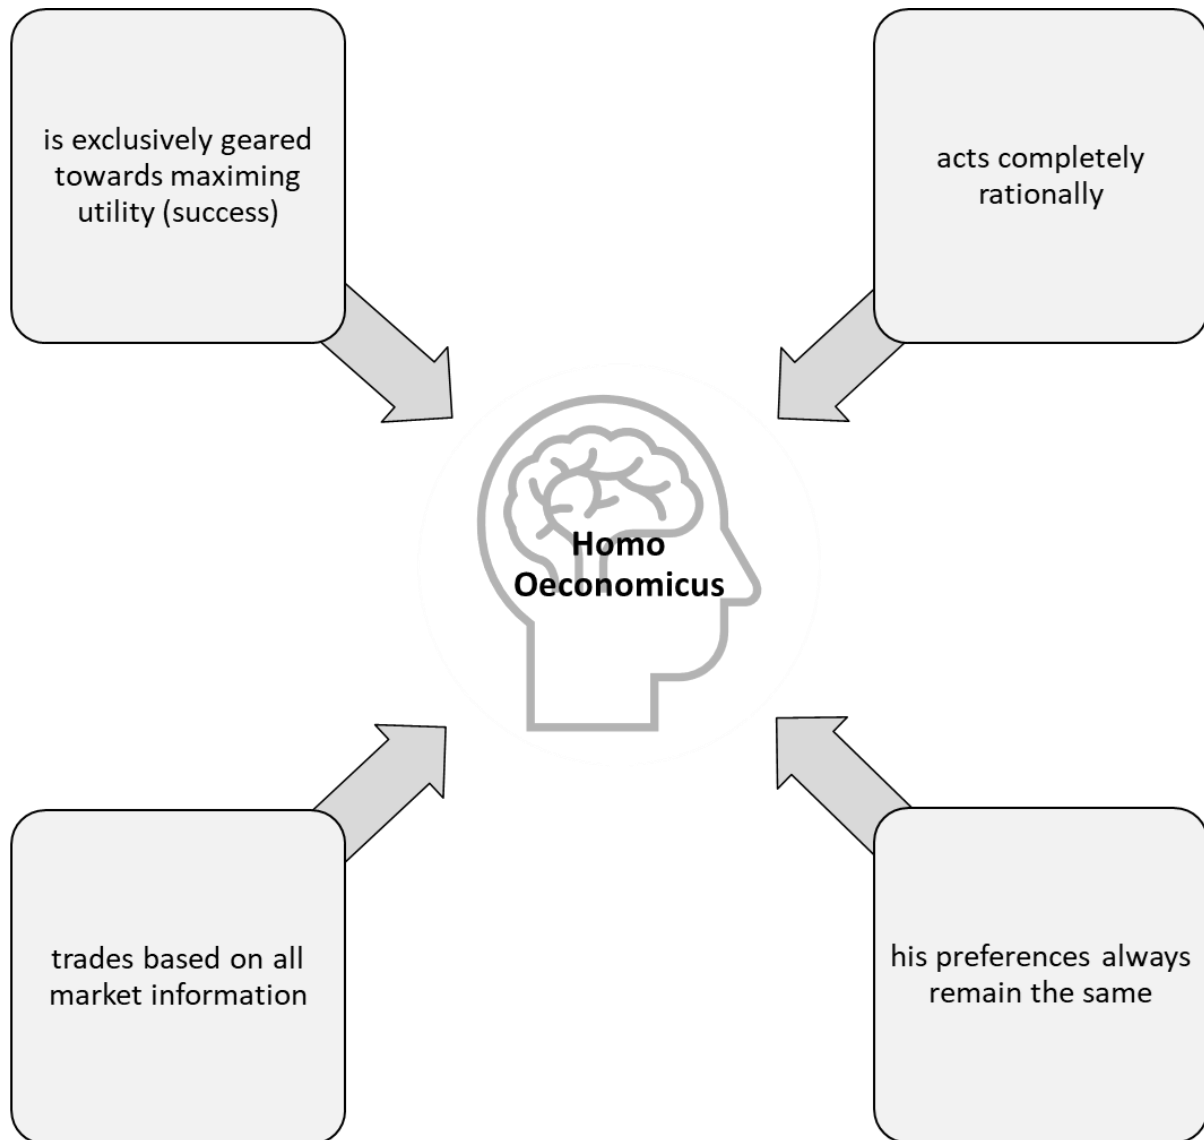 is exclusively geared
towards maximing
utility (success)
acts completely
rationally
Homo
Oeconomicus
trades based on all
market information
his preferences always
remain the same